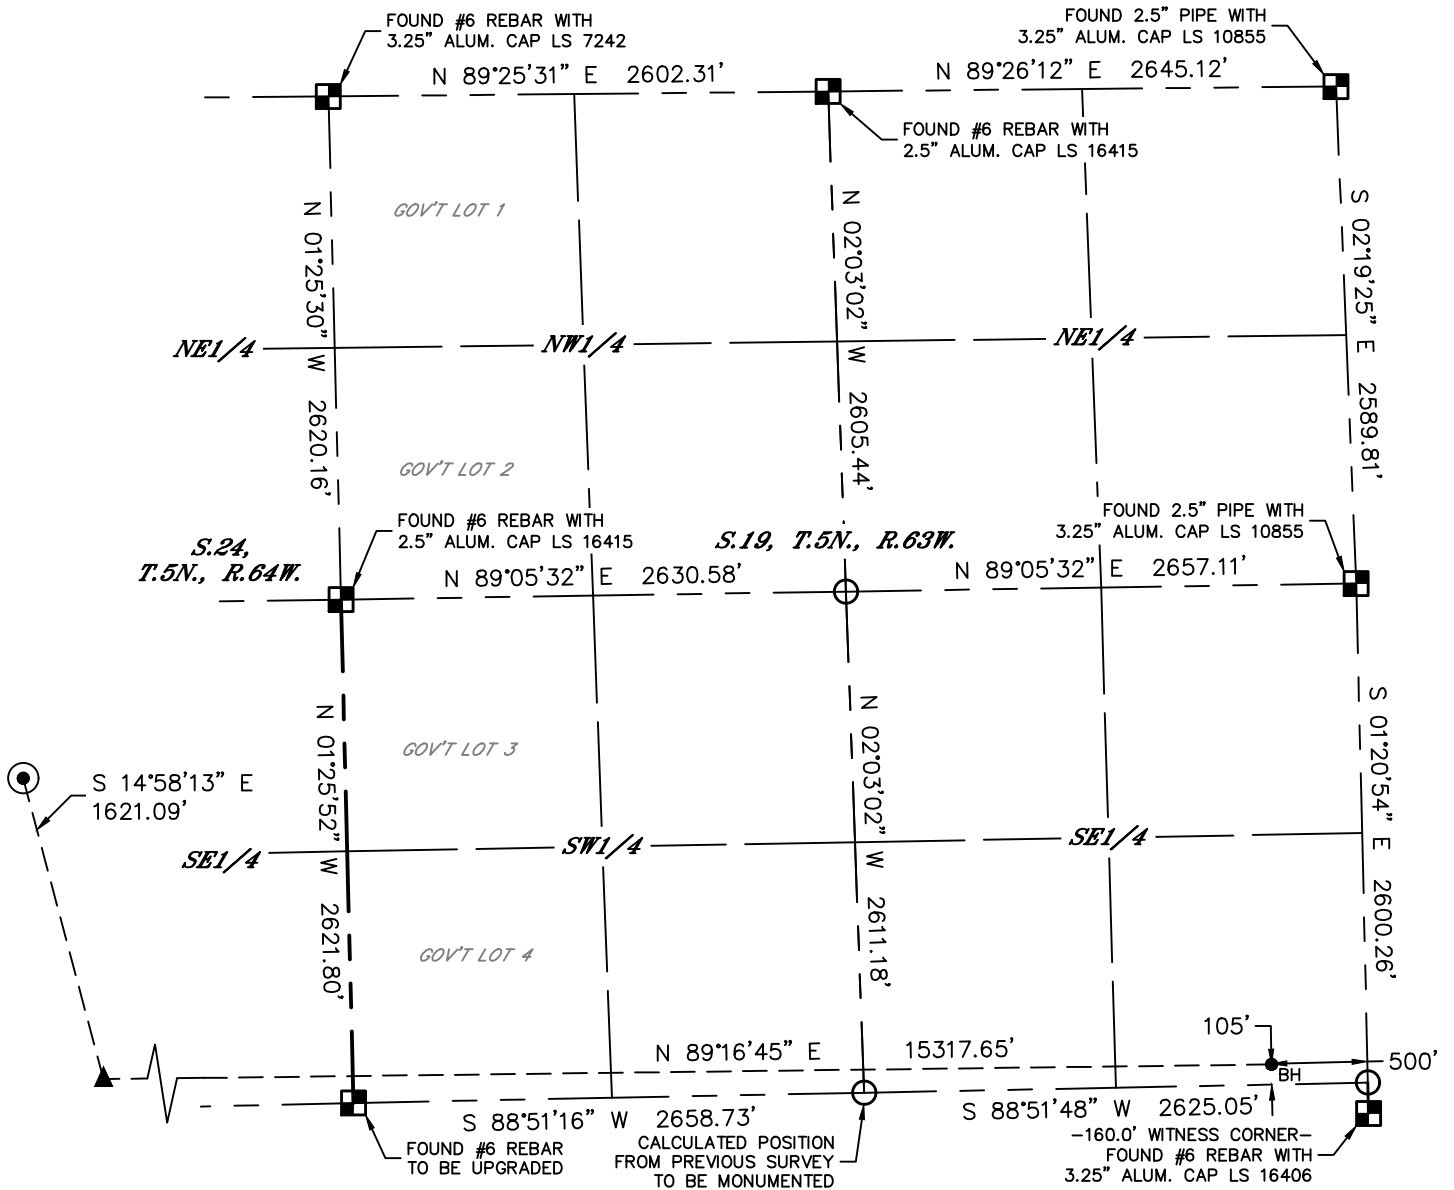 FOUND #6 REBAR WITH
3.25" ALUM. CAP LS 7242
FOUND 2.5" PIPE WITH
3.25" ALUM. CAP LS 10855
N 89°25'31" E 2602.31'
N 89°26'12" E 2645.12'
FOUND #6 REBAR WITH
2.5" ALUM. CAP LS 16415
GOV'T LOT 1
N 01°25'30" W 2620.16'
N 02°03'02" W 2605.44'
S 02°19'25" E 2589.81'
NE1/4
NW1/4
NE1/4
GOV'T LOT 2
FOUND #6 REBAR WITH
2.5" ALUM. CAP LS 16415
FOUND 2.5" PIPE WITH
3.25" ALUM. CAP LS 10855
S.24,
T.5N., R.64W.
S.19, T.5N., R.63W.
N 89°05'32" E 2630.58'
N 89°05'32" E 2657.11'
N 01°25'52" W 2621.80'
N 02°03'02" W 2611.18'
S 01°20'54" E 2600.26'
GOV'T LOT 3
S 14°58'13" E
1621.09'
SE1/4
SW1/4
SE1/4
GOV'T LOT 4
105'
500'
BH
N 89°16'45" E 15317.65'
S 88°51'16" W 2658.73'
S 88°51'48" W 2625.05'
FOUND #6 REBAR
TO BE UPGRADED
CALCULATED POSITION
FROM PREVIOUS SURVEY
TO BE MONUMENTED
-160.0' WITNESS CORNER-
FOUND #6 REBAR WITH
3.25" ALUM. CAP LS 16406